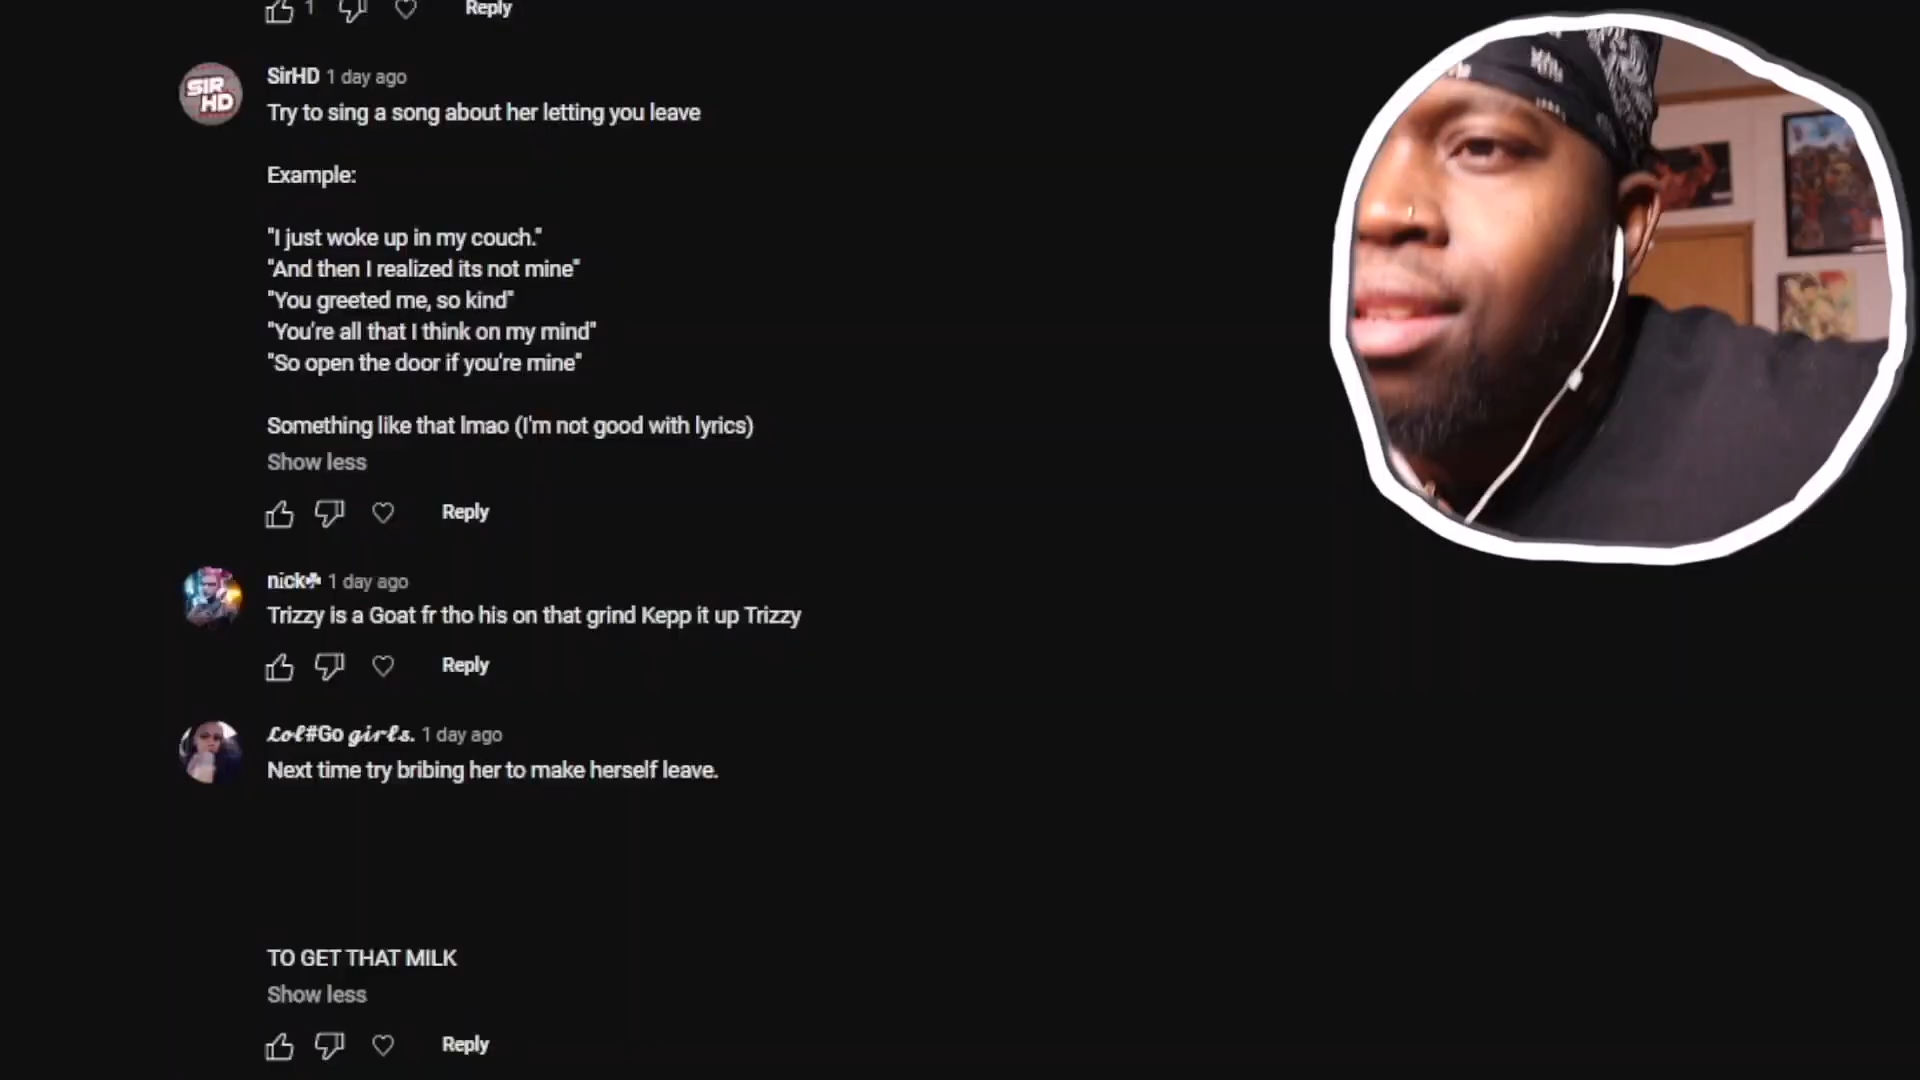 1 Reply
SIR HD
SirHD 1 day ago
Try to sing a song about her letting you leave
Example:
"I just woke up in my couch."
"And then I realized its not mine"
"You greeted me, so kind"
"You're all that I think on my mind"
"So open the door if you're mine"
Something like that lmao (I'm not good with lyrics)
Show less
Reply
nick☘ 1 day ago
Trizzy is a Goat fr tho his on that grind Kepp it up Trizzy
Reply
𝓛𝓸𝓵#Go 𝓰𝓲𝓻𝓵𝓼. 1 day ago
Next time try bribing her to make herself leave.
TO GET THAT MILK
Show less
Reply